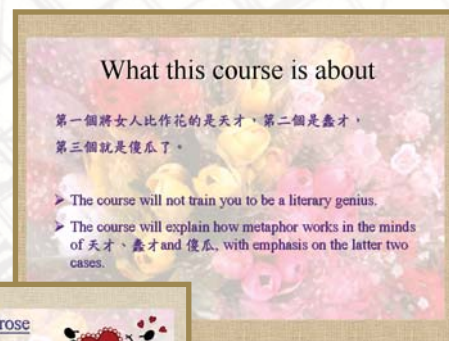 What this course is about
第一個將女人比作花的是天才，第二個是蠢才，
第三個就是傻瓜了。
➢ The course will not train you to be a literary genius.
➢ The course will explain how metaphor works in the minds
of 天才、蠢才and 傻瓜, with emphasis on the latter two
cases.
rose